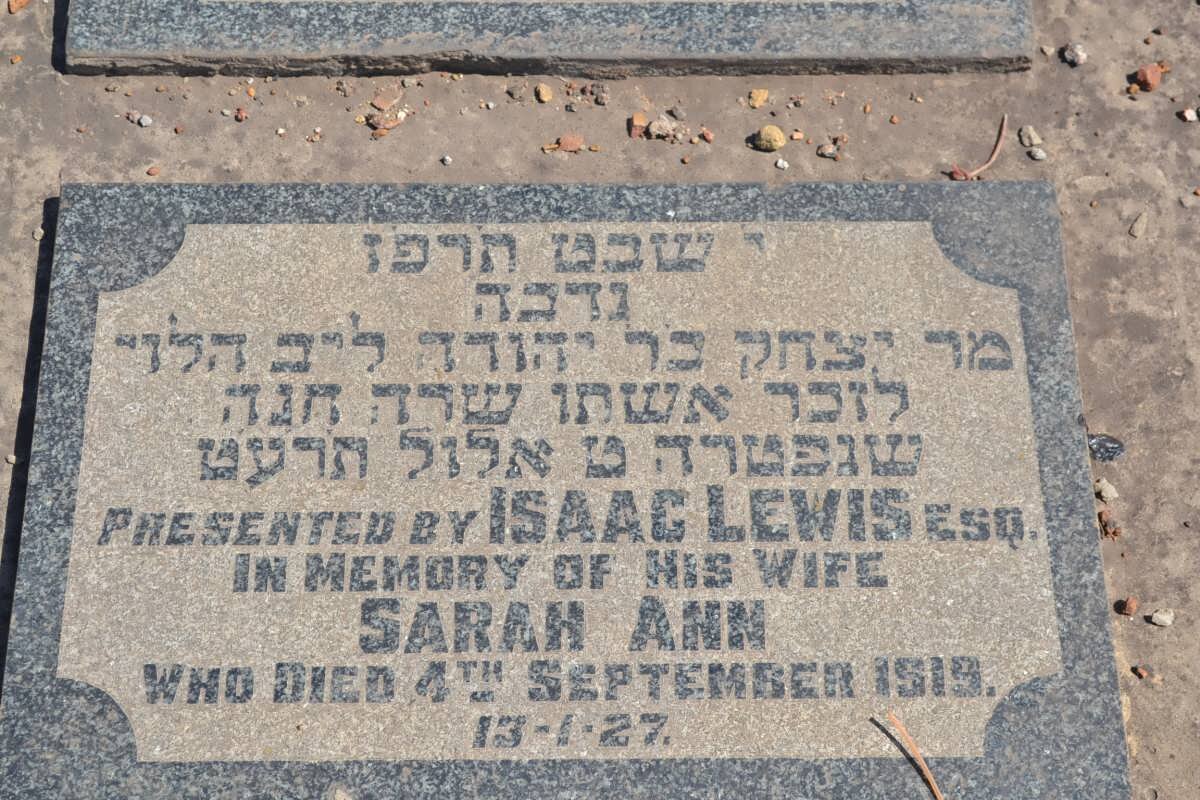 י שבט תרפז
נדבה
מר יצחק כר יהודה ליב הלוי
לזכר אשתו שרה חנה
שנפטרה ט אלול תרעט
PRESENTED BY ISAAC LEWIS ESQ.
IN MEMORY OF HIS WIFE
SARAH ANN
WHO DIED 4TH SEPTEMBER 1919.
13-1-27.